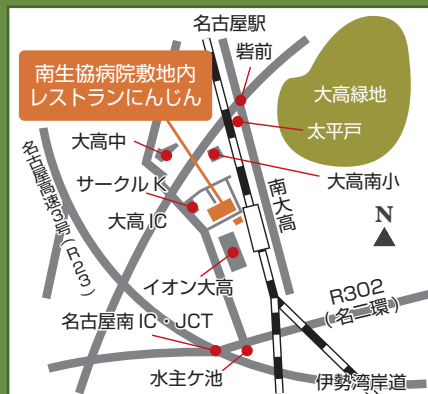 名古屋駅
砦前
南生協病院敷地内
レストランにんじん
大高緑地
太平戸
大高中
大高南小
サークルK
南大高
N
大高IC
名古屋高速3号(R23)
イオン大高
R302
(名二環)
名古屋南IC・JCT
水主ケ池
伊勢湾岸道